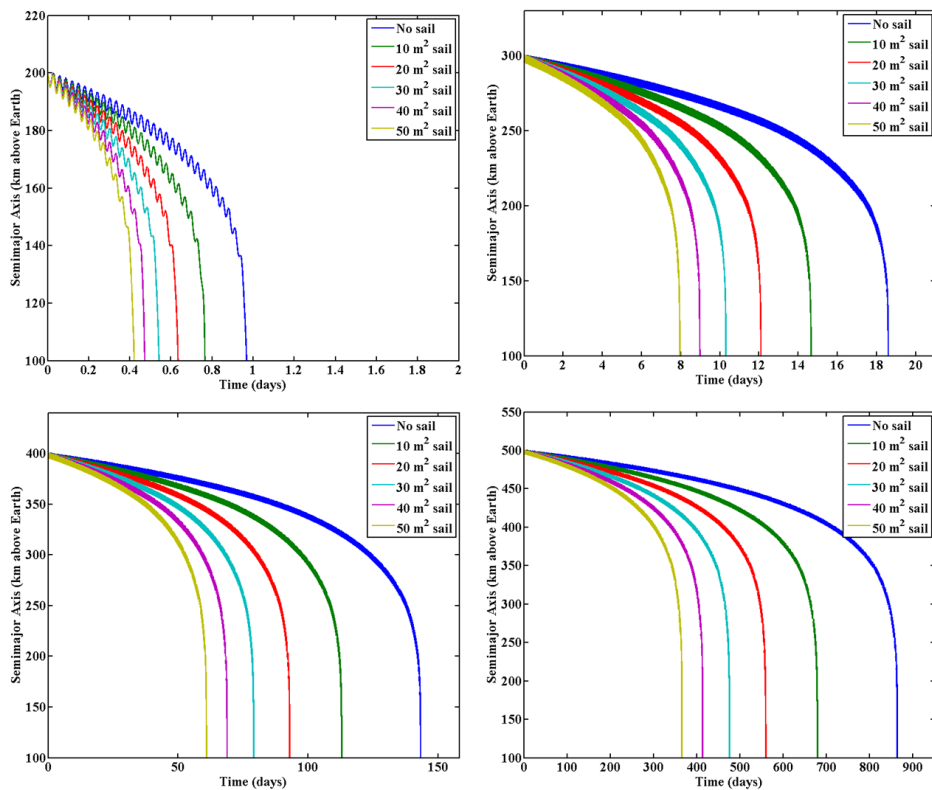 220
200
180
160
140
120
100
Semimajor Axis (km above Earth)
No sail
10 m² sail
20 m² sail
30 m² sail
40 m² sail
50 m² sail
0 0.2 0.4 0.6 0.8 1 1.2 1.4 1.6 1.8 2
Time (days)
300
250
200
150
100
Semimajor Axis (km above Earth)
No sail
10 m² sail
20 m² sail
30 m² sail
40 m² sail
50 m² sail
0 2 4 6 8 10 12 14 16 18 20
Time (days)
400
350
300
250
200
150
100
Semimajor Axis (km above Earth)
No sail
10 m² sail
20 m² sail
30 m² sail
40 m² sail
50 m² sail
0 50 100 150
Time (days)
550
500
450
400
350
300
250
200
150
100
Semimajor Axis (km above Earth)
No sail
10 m² sail
20 m² sail
30 m² sail
40 m² sail
50 m² sail
0 100 200 300 400 500 600 700 800 900
Time (days)